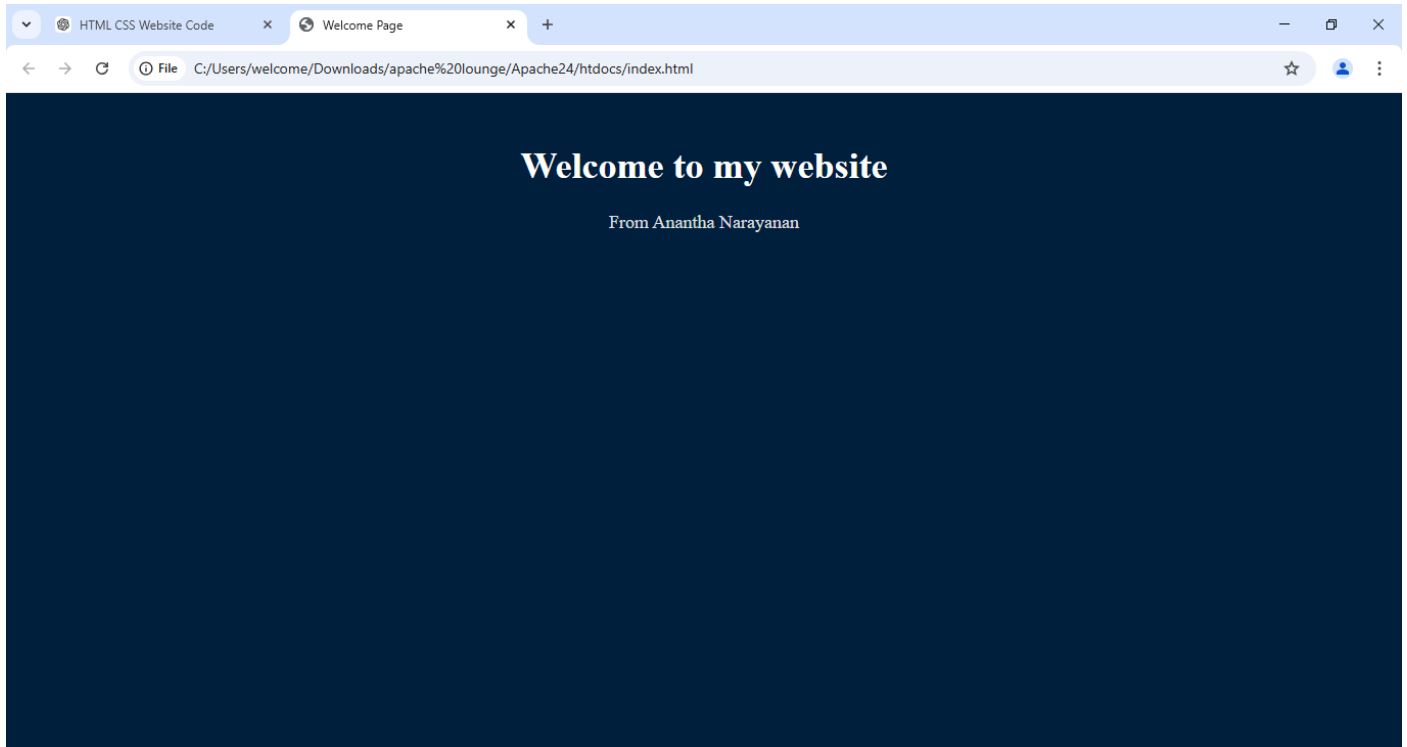 HTML CSS Website Code
Welcome Page
File C:/Users/welcome/Downloads/apache%20lounge/Apache24/htdocs/index.html
Welcome to my website
From Anantha Narayanan